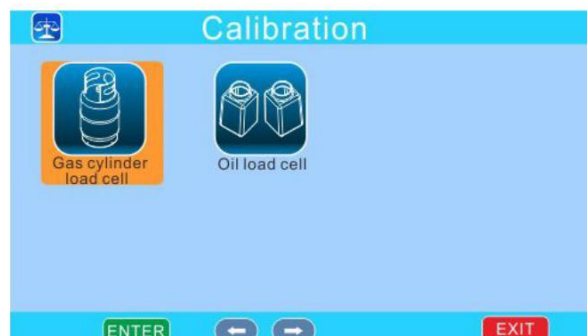 Calibration
Gas cylinder
load cell
Oil load cell
ENTER
EXIT